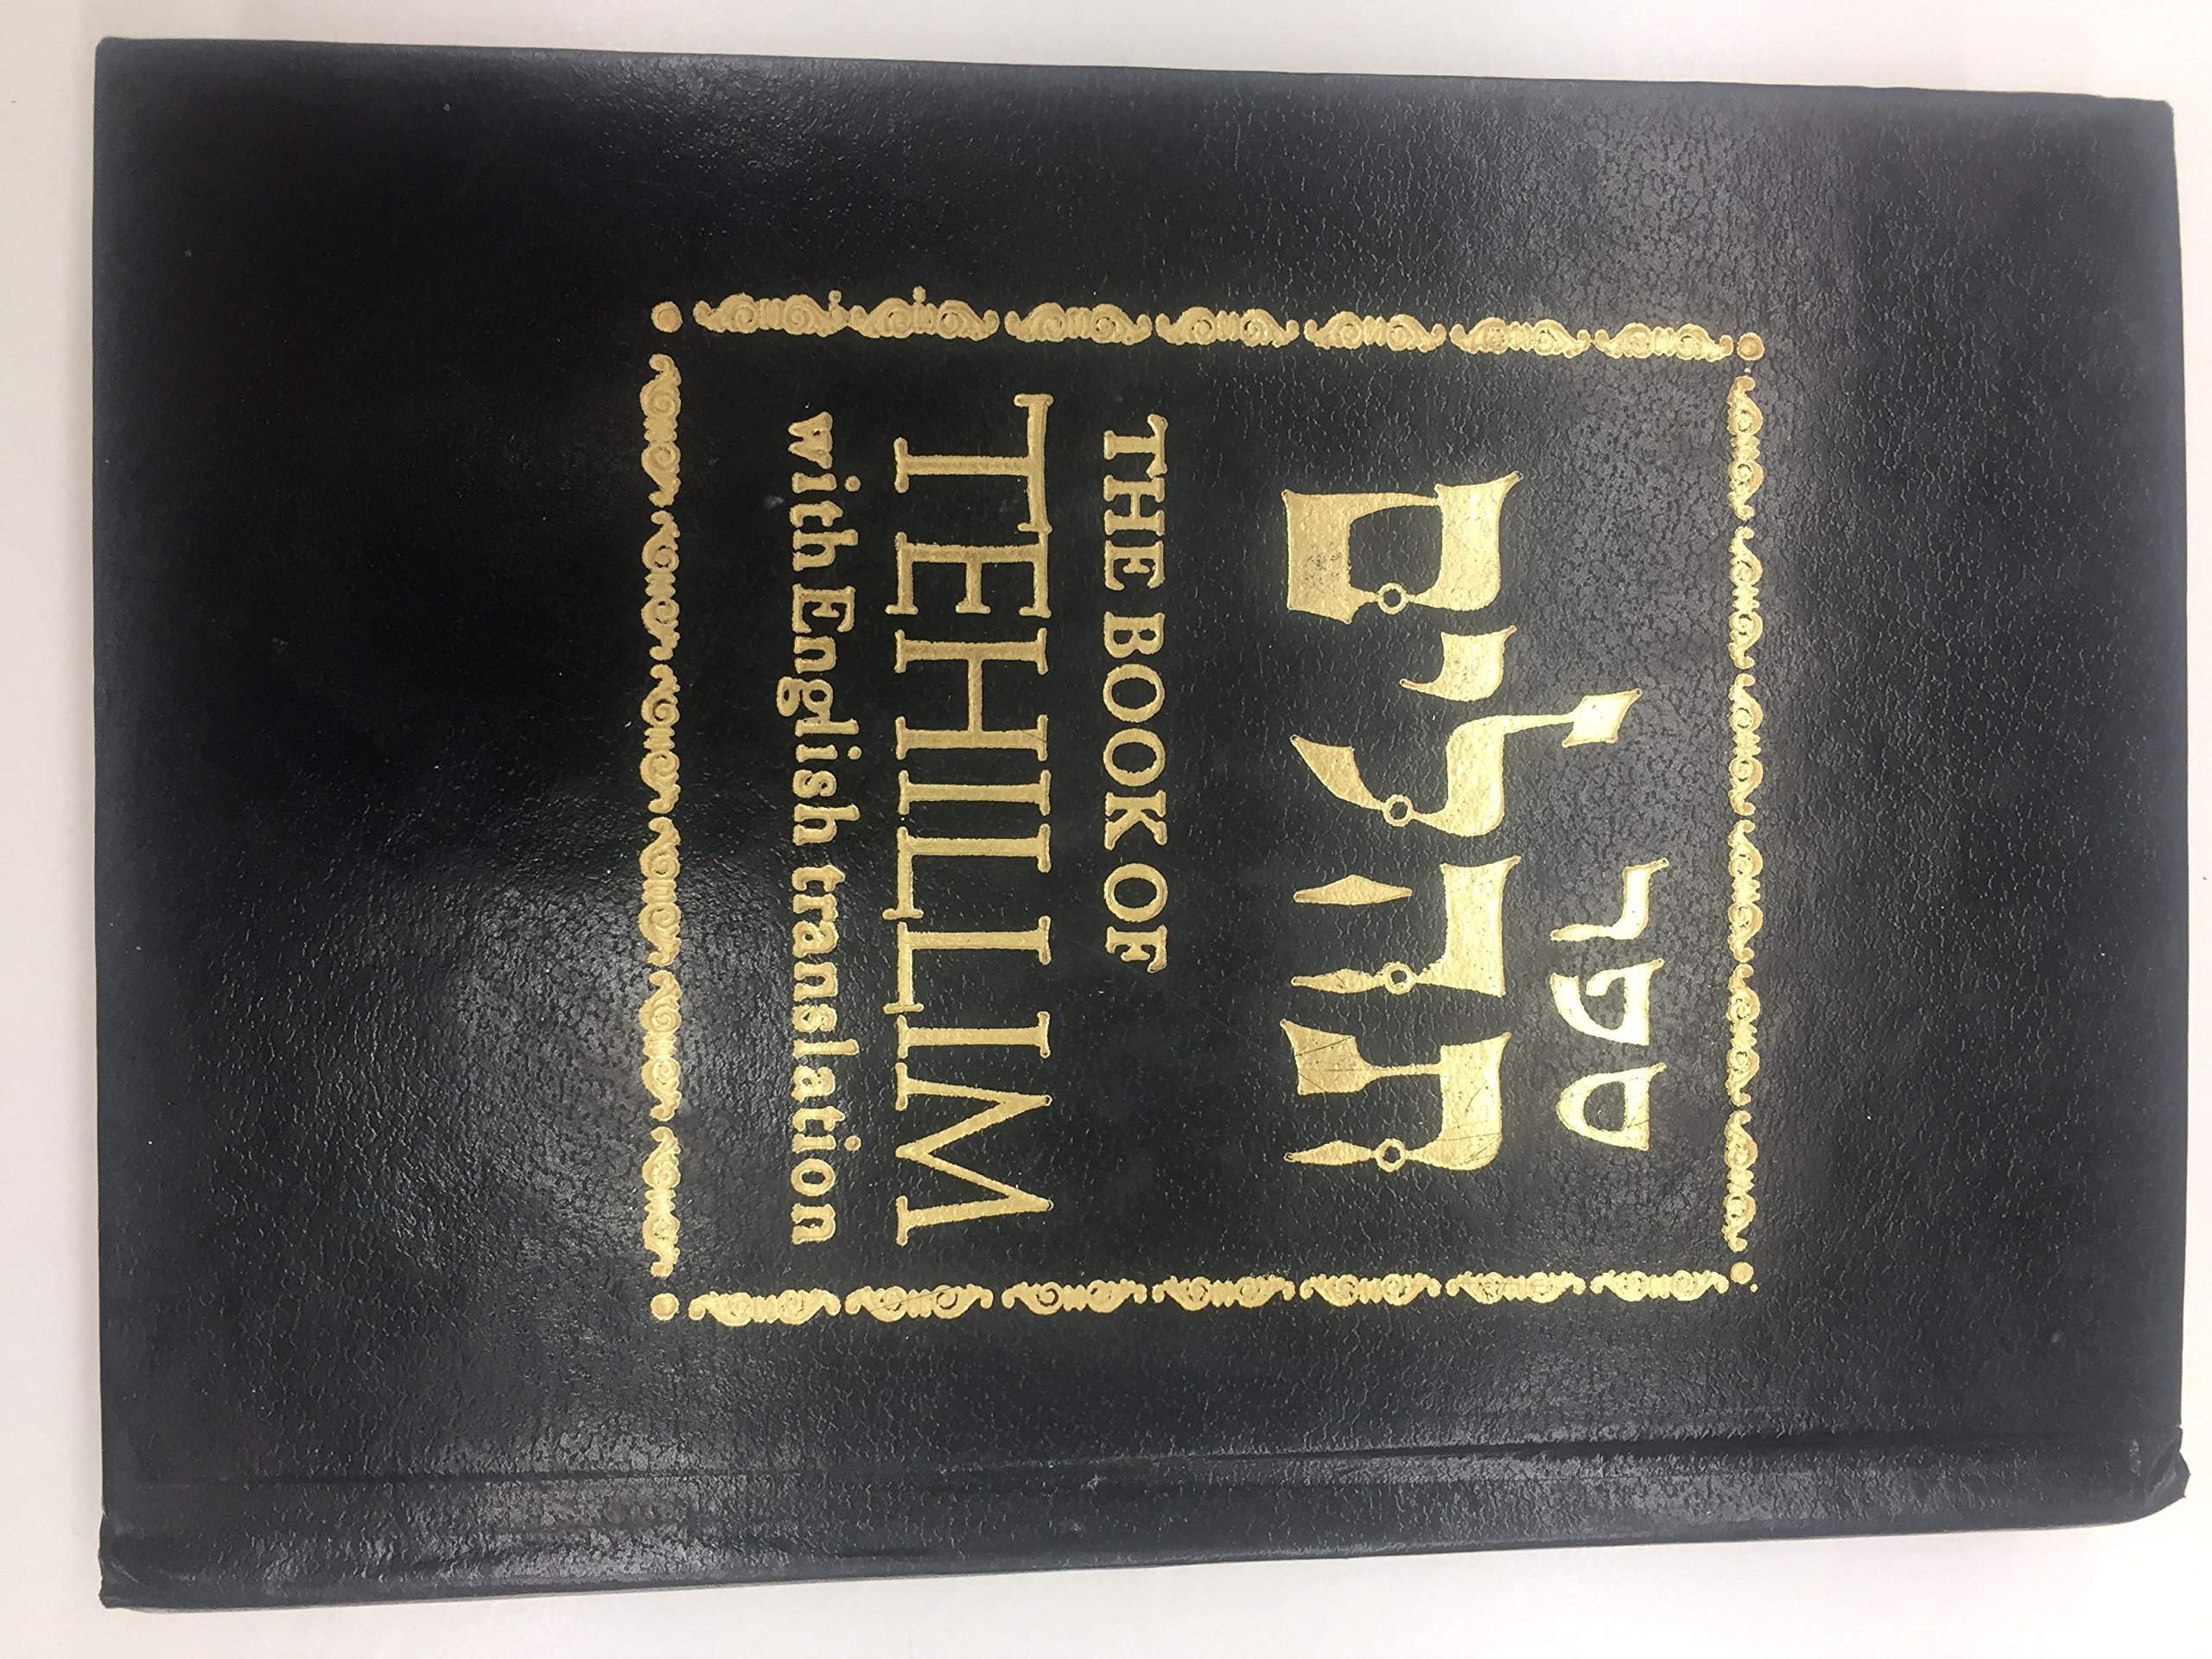 ספר
תהלים
THE BOOK OF
TEHILLIM
with English translation